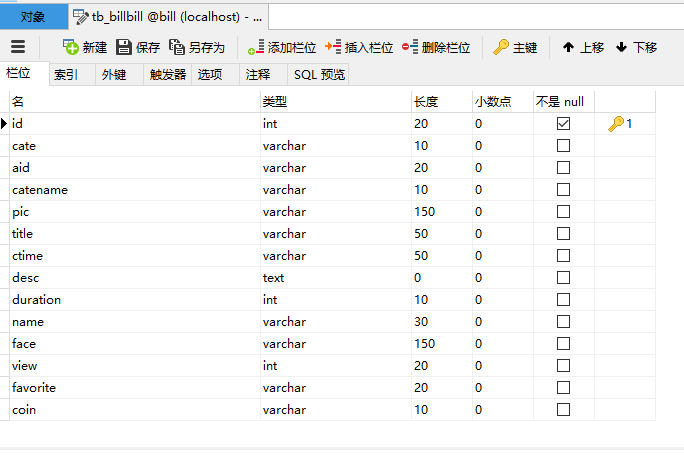 对象 tb_billbill @bill (localhost) - ...
新建 保存 另存为 添加栏位 插入栏位 删除栏位 主键 上移 下移
栏位 索引 外键 触发器 选项 注释 SQL 预览
名 类型 长度 小数点 不是 null
id int 20 0 1
cate varchar 10 0
aid varchar 20 0
catename varchar 10 0
pic varchar 150 0
title varchar 50 0
ctime varchar 50 0
desc text 0 0
duration int 10 0
name varchar 30 0
face varchar 150 0
view int 20 0
favorite varchar 20 0
coin varchar 10 0